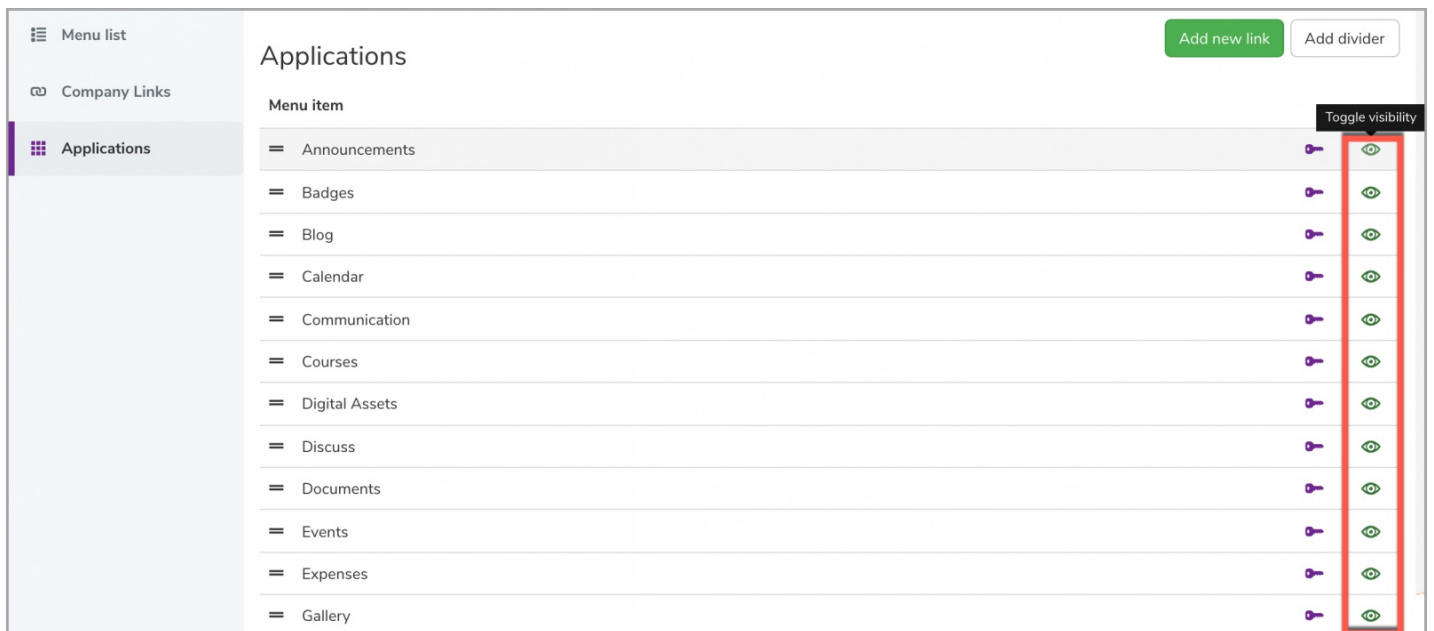 Menu list
Company Links
Applications
Applications
Add new link
Add divider
Menu item
Toggle visibility
Announcements
Badges
Blog
Calendar
Communication
Courses
Digital Assets
Discuss
Documents
Events
Expenses
Gallery